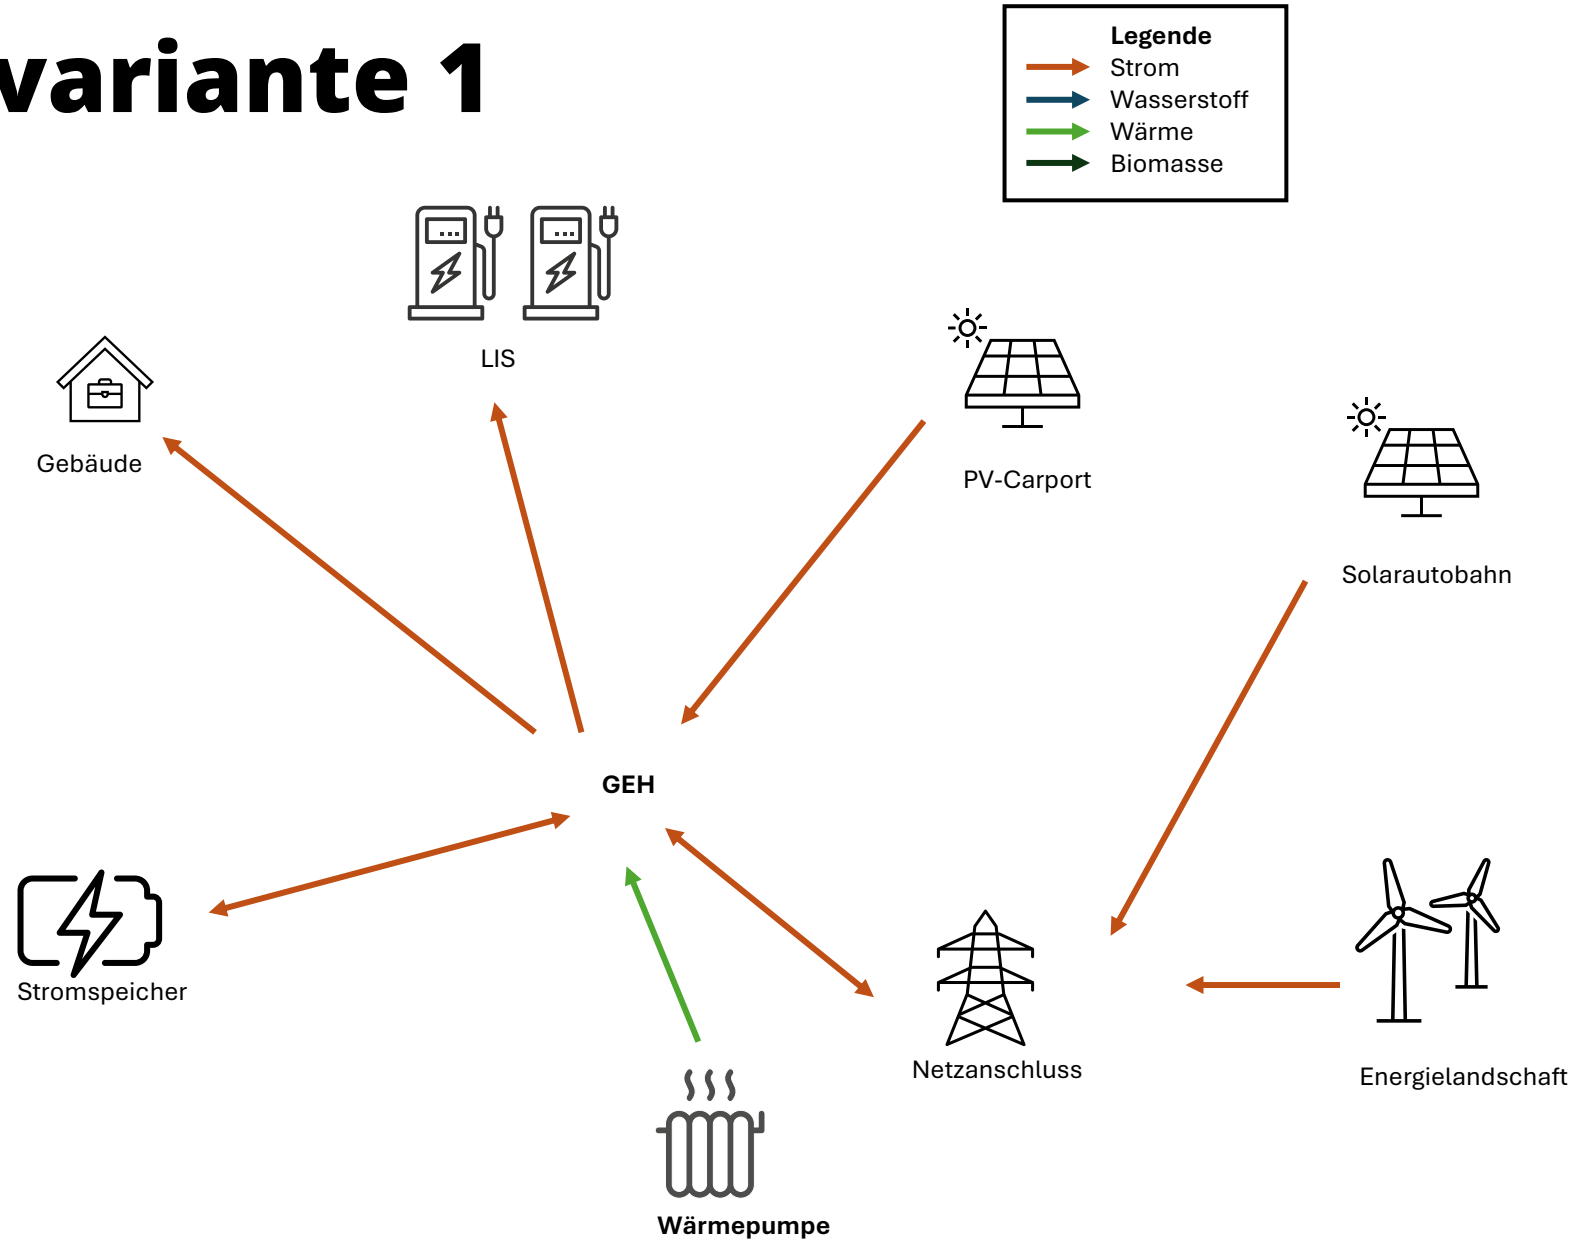 variante 1
Legende
Strom
Wasserstoff
Wärme
Biomasse
LIS
Gebäude
PV-Carport
Solarautobahn
GEH
Stromspeicher
Netzanschluss
Energielandschaft
Wärmepumpe